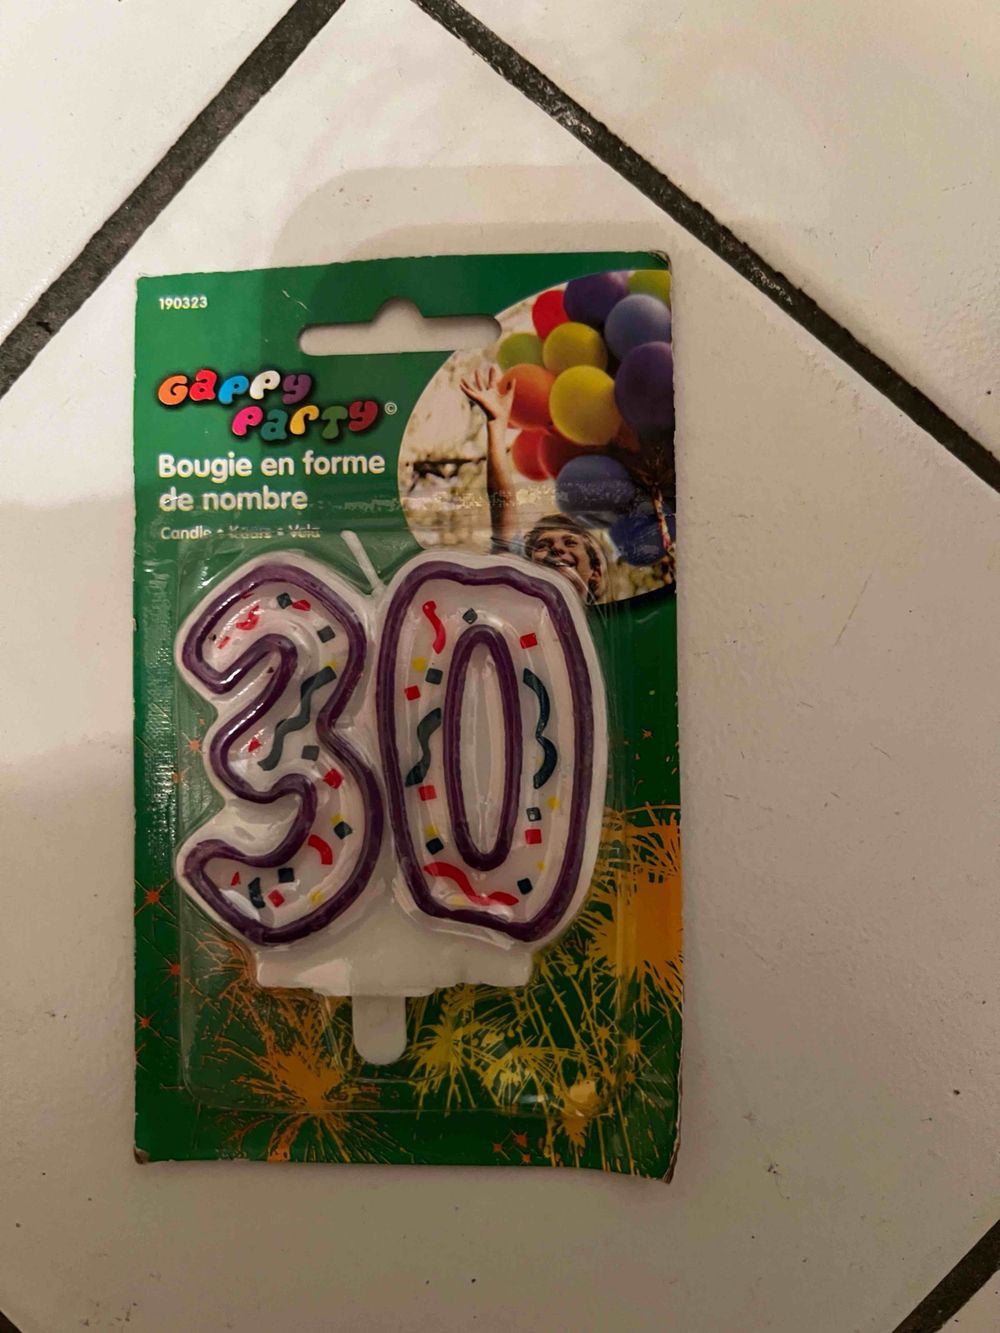 190323
Gappy
Party ©
Bougie en forme
de nombre
Candle • Kaars • Vela
30